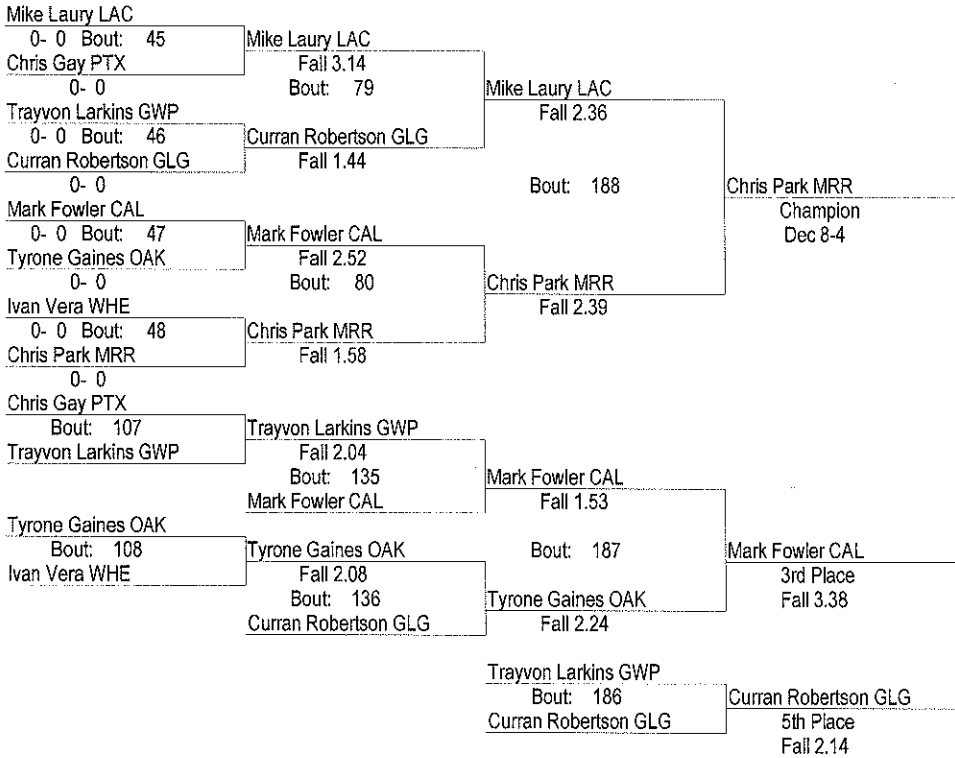 Mike Laury LAC
0- 0 Bout: 45
Chris Gay PTX
0- 0
Trayvon Larkins GWP
0- 0 Bout: 46
Curran Robertson GLG
0- 0
Mark Fowler CAL
0- 0 Bout: 47
Tyrone Gaines OAK
0- 0
Ivan Vera WHE
0- 0 Bout: 48
Chris Park MRR
0- 0
Chris Gay PTX
Bout: 107
Trayvon Larkins GWP
Tyrone Gaines OAK
Bout: 108
Ivan Vera WHE
Mike Laury LAC
Fall 3.14
Bout: 79
Curran Robertson GLG
Fall 1.44
Mark Fowler CAL
Fall 2.52
Bout: 80
Chris Park MRR
Fall 1.58
Trayvon Larkins GWP
Fall 2.04
Bout: 135
Mark Fowler CAL
Tyrone Gaines OAK
Fall 2.08
Bout: 136
Curran Robertson GLG
Mike Laury LAC
Fall 2.36
Bout: 188
Chris Park MRR
Fall 2.39
Mark Fowler CAL
Fall 1.53
Bout: 187
Tyrone Gaines OAK
Fall 2.24
Trayvon Larkins GWP
Bout: 186
Curran Robertson GLG
Chris Park MRR
Champion
Dec 8-4
Mark Fowler CAL
3rd Place
Fall 3.38
Curran Robertson GLG
5th Place
Fall 2.14